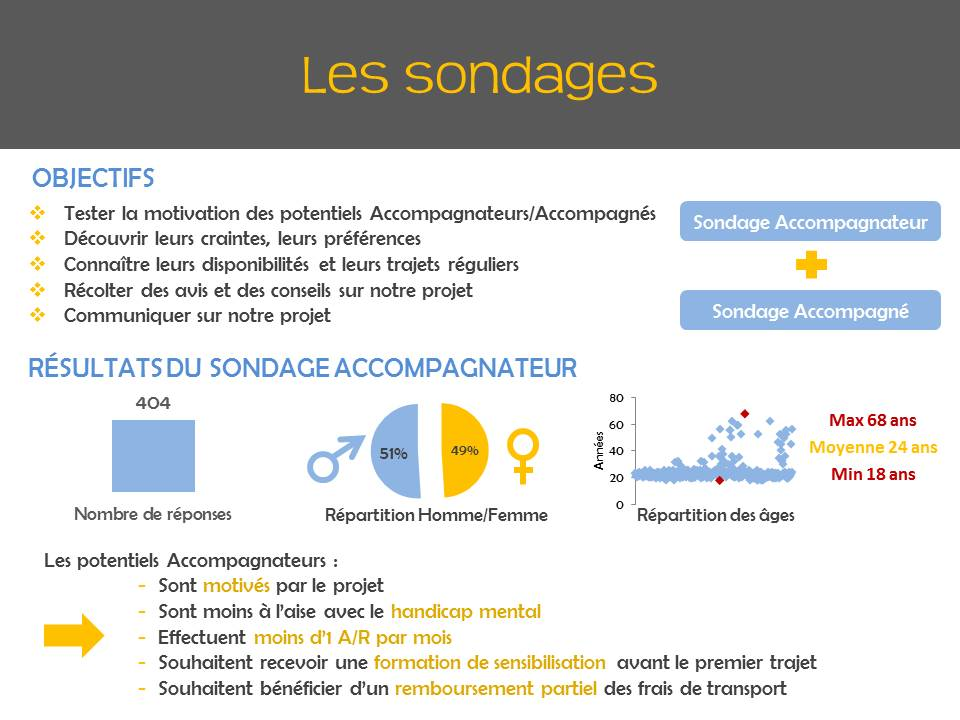 Les sondages
OBJECTIFS
Tester la motivation des potentiels Accompagnateurs/Accompagnés
Découvrir leurs craintes, leurs préférences
Connaître leurs disponibilités et leurs trajets réguliers
Récolter des avis et des conseils sur notre projet
Communiquer sur notre projet
Sondage Accompagnateur
Sondage Accompagné
RÉSULTATS DU SONDAGE ACCOMPAGNATEUR
404
Nombre de réponses
51%
49%
Répartition Homme/Femme
Années
80
60
40
20
0
Répartition des âges
Max 68 ans
Moyenne 24 ans
Min 18 ans
Les potentiels Accompagnateurs :
- Sont motivés par le projet
- Sont moins à l'aise avec le handicap mental
- Effectuent moins d'1 A/R par mois
- Souhaitent recevoir une formation de sensibilisation avant le premier trajet
- Souhaitent bénéficier d'un remboursement partiel des frais de transport